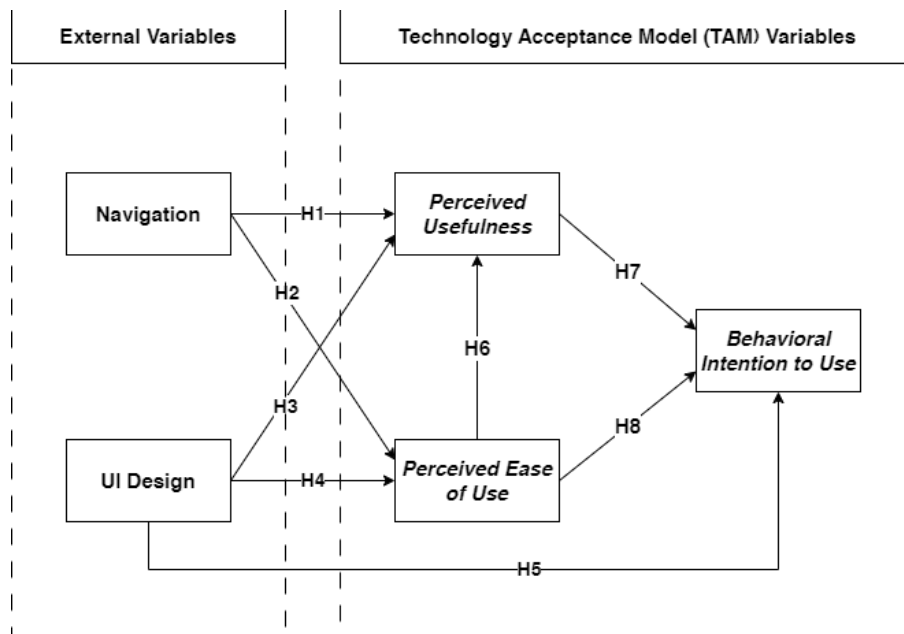 External Variables
Technology Acceptance Model (TAM) Variables
Navigation
H1
Perceived
Usefulness
H2
H7
H6
Behavioral
Intention to Use
H3
H8
UI Design
H4
Perceived Ease
of Use
H5